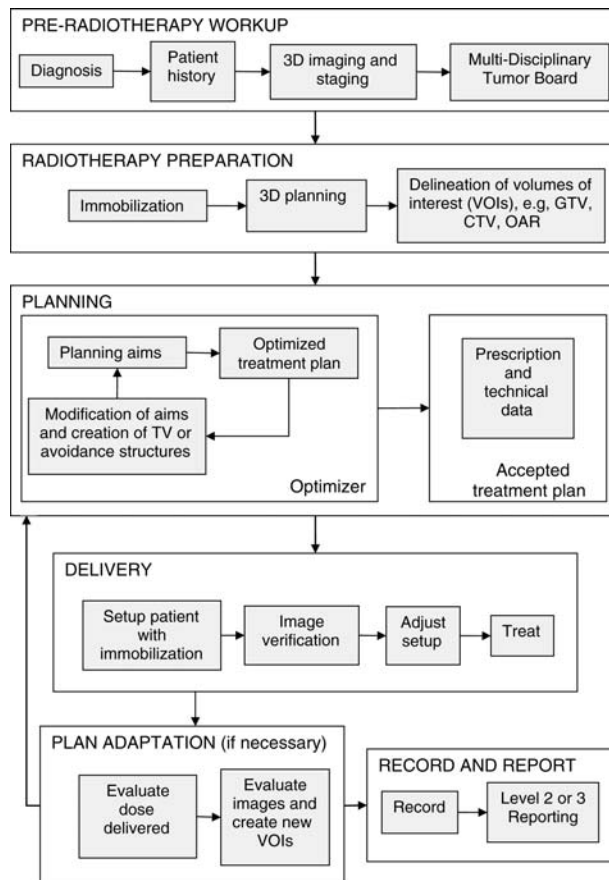 PRE-RADIOTHERAPY WORKUP
Diagnosis
Patient
history
3D imaging and
staging
Multi-Disciplinary
Tumor Board
RADIOTHERAPY PREPARATION
Immobilization
3D planning
Delineation of volumes of
interest (VOIs), e.g, GTV,
CTV, OAR
PLANNING
Planning aims
Optimized
treatment plan
Modification of aims
and creation of TV or
avoidance structures
Optimizer
Prescription
and
technical
data
Accepted
treatment plan
DELIVERY
Setup patient
with
immobilization
Image
verification
Adjust
setup
Treat
PLAN ADAPTATION (if necessary)
Evaluate
dose
delivered
Evaluate
images and
create new
VOIs
RECORD AND REPORT
Record
Level 2 or 3
Reporting